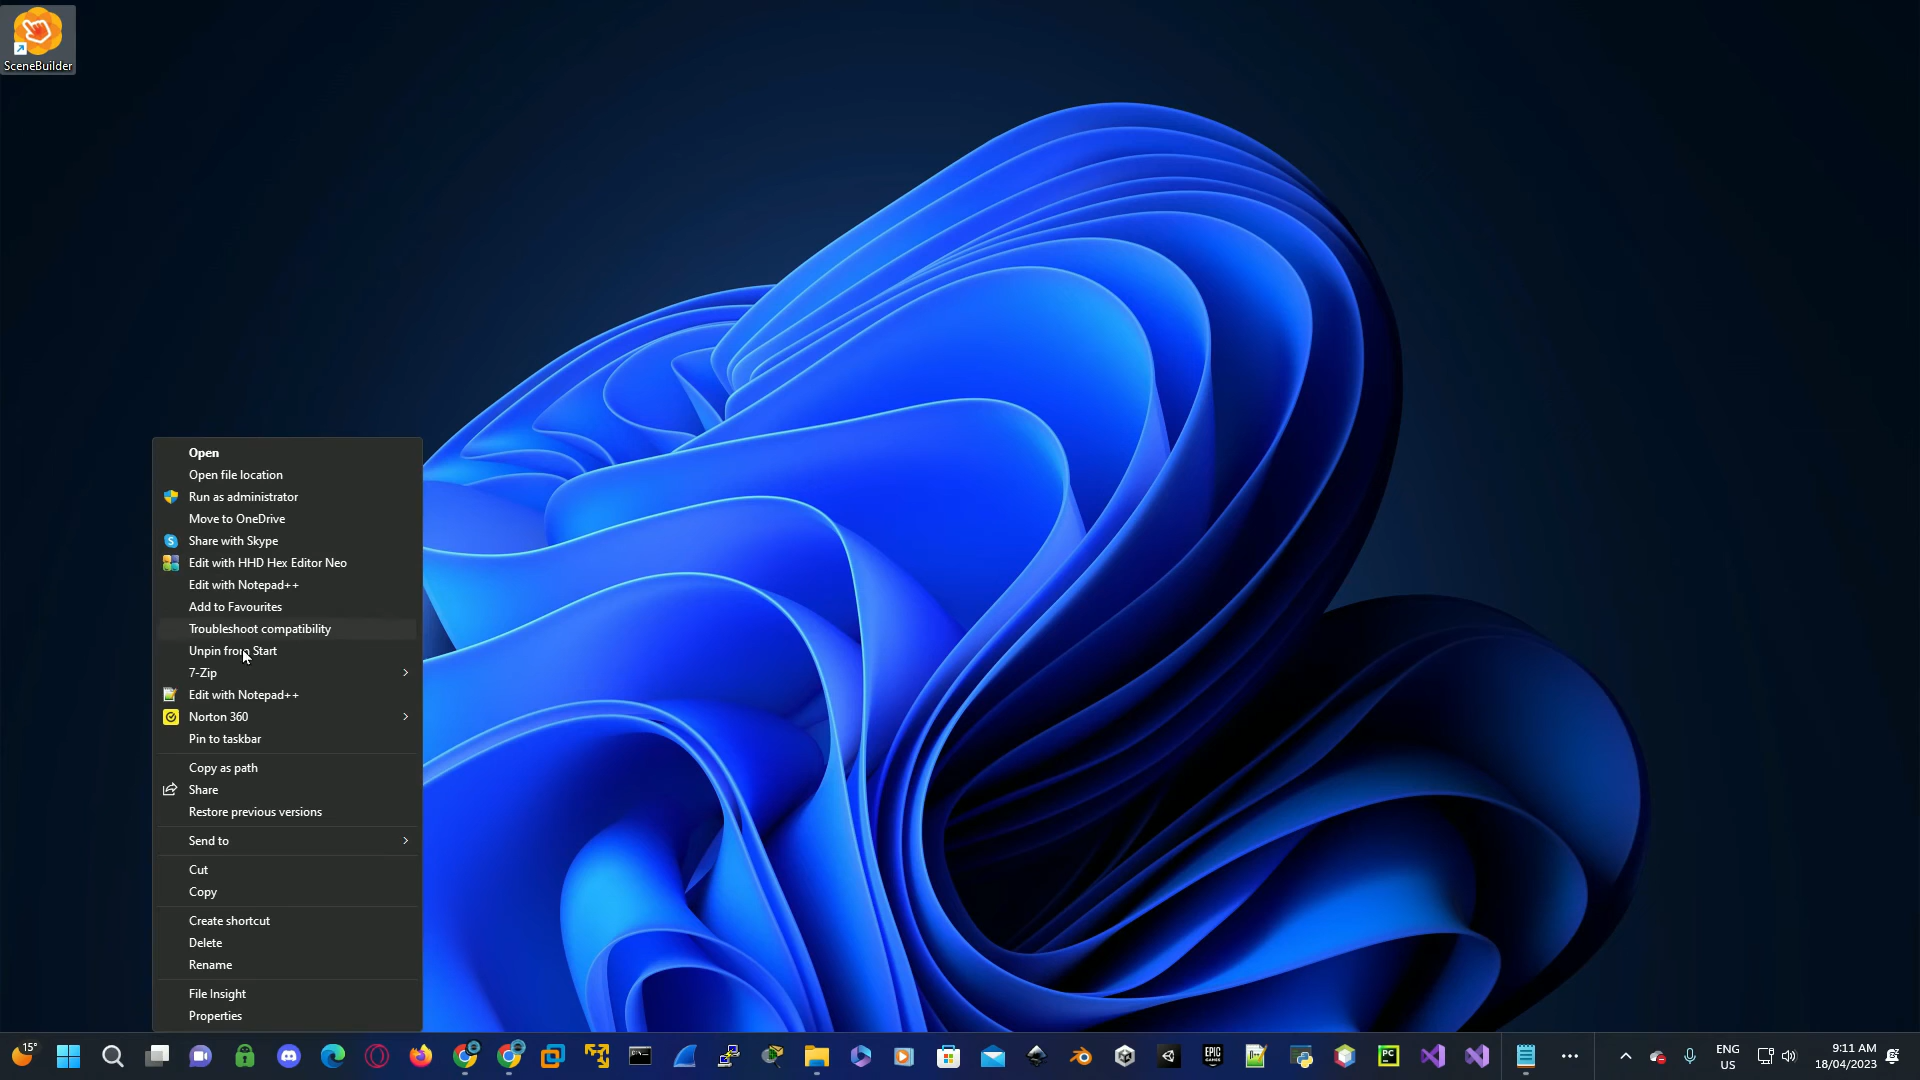 SceneBuilder
Open
Open file location
Run as administrator
Move to OneDrive
Share with Skype
Edit with HHD Hex Editor Neo
Edit with Notepad++
Add to Favourites
Troubleshoot compatibility
Unpin from Start
7-Zip
Edit with Notepad++
Norton 360
Pin to taskbar
Copy as path
Share
Restore previous versions
Send to
Cut
Copy
Create shortcut
Delete
Rename
File Insight
Properties
15°
EPIC
GAMES
PC
ENG
US
9:11 AM
18/04/2023